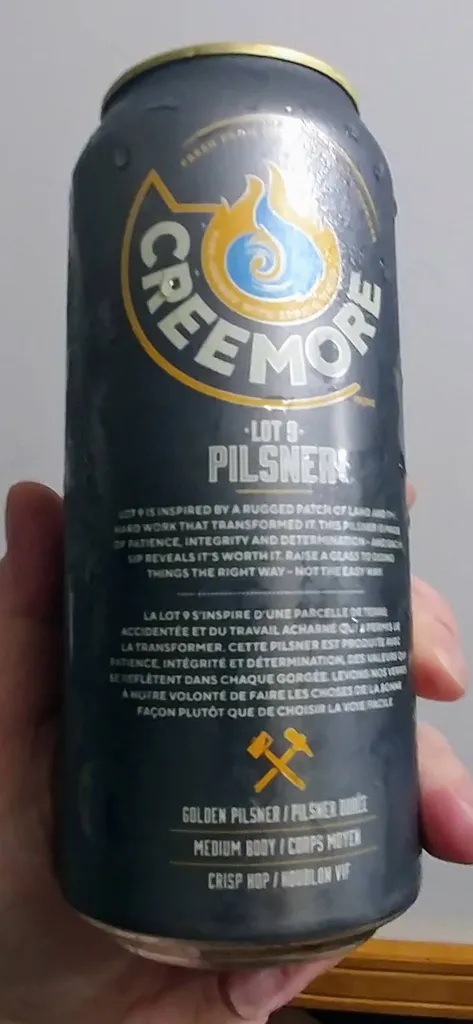 FRESH FROM THE
CREEMORE
·LOT 9·
PILSNER
LOT 9 IS INSPIRED BY A RUGGED PATCH OF LAND AND THE
HARD WORK THAT TRANSFORMED IT. THIS PILSNER IS MADE
OF PATIENCE, INTEGRITY AND DETERMINATION – AND EACH
SIP REVEALS IT'S WORTH IT. RAISE A GLASS TO DOING
THINGS THE RIGHT WAY – NOT THE EASY WAY.
LA LOT 9 S'INSPIRE D'UNE PARCELLE DE TERRE
ACCIDENTÉE ET DU TRAVAIL ACHARNÉ QUI A PERMIS DE
LA TRANSFORMER. CETTE PILSNER EST PRODUITE AVEC
PATIENCE, INTÉGRITÉ ET DÉTERMINATION, DES VALEURS QUI
SE REFLÈTENT DANS CHAQUE GORGÉE. LEVONS NOS VERRES
À NOTRE VOLONTÉ DE FAIRE LES CHOSES DE LA BONNE
FAÇON PLUTÔT QUE DE CHOISIR LA VOIE FACILE.
GOLDEN PILSNER / PILSNER DORÉE
MEDIUM BODY / CORPS MOYEN
CRISP HOP / HOUBLON VIF